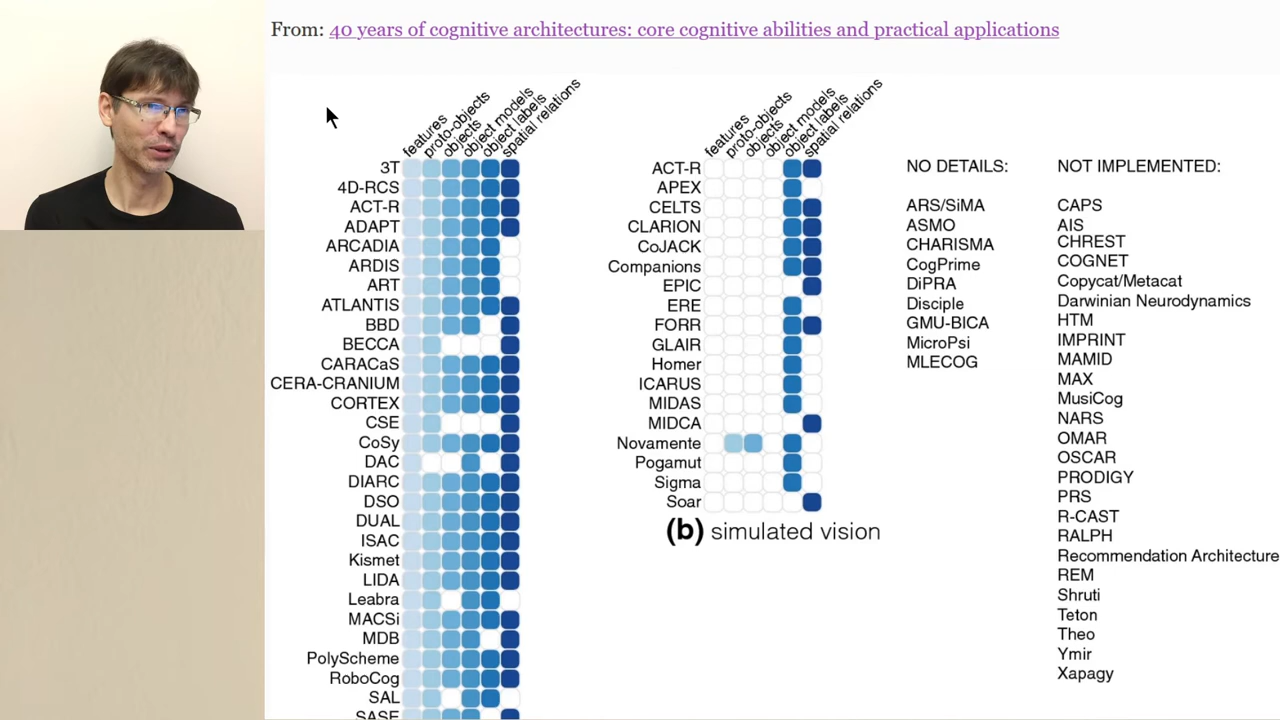 From: 40 years of cognitive architectures: core cognitive abilities and practical applications
features
proto-objects
objects
object models
object labels
spatial relations
3T
4D-RCS
ACT-R
ADAPT
ARCADIA
ARDIS
ART
ATLANTIS
BBD
BECCA
CARACaS
CERA-CRANIUM
CORTEX
CSE
CoSy
DAC
DIARC
DSO
DUAL
ISAC
Kismet
LIDA
Leabra
MACSi
MDB
PolyScheme
RoboCog
SAL
SASE
features
proto-objects
objects
object models
object labels
spatial relations
ACT-R
APEX
CELTS
CLARION
CoJACK
Companions
EPIC
ERE
FORR
GLAIR
Homer
ICARUS
MIDAS
MIDCA
Novamente
Pogamut
Sigma
Soar
(b) simulated vision
NO DETAILS:
ARS/SiMA
ASMO
CHARISMA
CogPrime
DiPRA
Disciple
GMU-BICA
MicroPsi
MLECOG
NOT IMPLEMENTED:
CAPS
AIS
CHREST
COGNET
Copycat/Metacat
Darwinian Neurodynamics
HTM
IMPRINT
MAMID
MAX
MusiCog
NARS
OMAR
OSCAR
PRODIGY
PRS
R-CAST
RALPH
Recommendation Architecture
REM
Shruti
Teton
Theo
Ymir
Xapagy